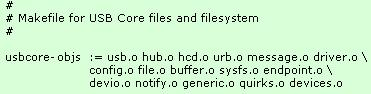 #
# Makefile for USB Core files and filesystem
#
usbcore-objs := usb.o hub.o hcd.o urb.o message.o driver.o \
config.o file.o buffer.o sysfs.o endpoint.o \
devio.o notify.o generic.o quirks.o devices.o